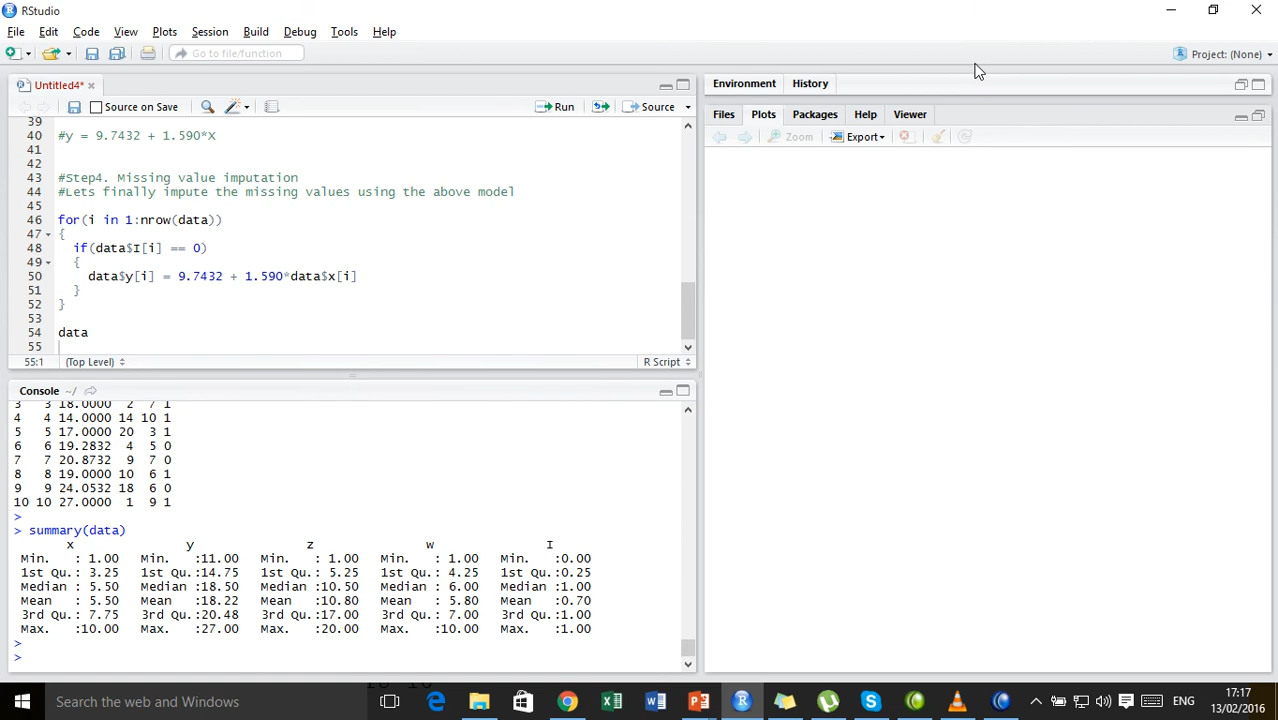 RStudio
File Edit Code View Plots Session Build Debug Tools Help
Go to file/function
Project: (None)
Untitled4*
Source on Save
Run
Source
39
40 #y = 9.7432 + 1.590*X
41
42
43 #Step4. Missing value imputation
44 #Lets finally impute the missing values using the above model
45
46 for(i in 1:nrow(data))
47 {
48 if(data$I[i] == 0)
49 {
50 data$y[i] = 9.7432 + 1.590*data$x[i]
51 }
52 }
53
54 data
55
55:1 (Top Level) R Script
Console ~/
3 3 18.0000 2 7 1
4 4 14.0000 14 10 1
5 5 17.0000 20 3 1
6 6 19.2832 4 5 0
7 7 20.8732 9 7 0
8 8 19.0000 10 6 1
9 9 24.0532 18 6 0
10 10 27.0000 1 9 1
>
> summary(data)
x y z w I
Min. : 1.00 Min. :11.00 Min. : 1.00 Min. : 1.00 Min. :0.00
1st Qu.: 3.25 1st Qu.:14.75 1st Qu.: 5.25 1st Qu.: 4.25 1st Qu.:0.25
Median : 5.50 Median :18.50 Median :10.50 Median : 6.00 Median :1.00
Mean : 5.50 Mean :18.22 Mean :10.80 Mean : 5.80 Mean :0.70
3rd Qu.: 7.75 3rd Qu.:20.48 3rd Qu.:17.00 3rd Qu.: 7.00 3rd Qu.:1.00
Max. :10.00 Max. :27.00 Max. :20.00 Max. :10.00 Max. :1.00
>
>
Environment History
Files Plots Packages Help Viewer
Zoom Export
Search the web and Windows
ENG
17:17
13/02/2016